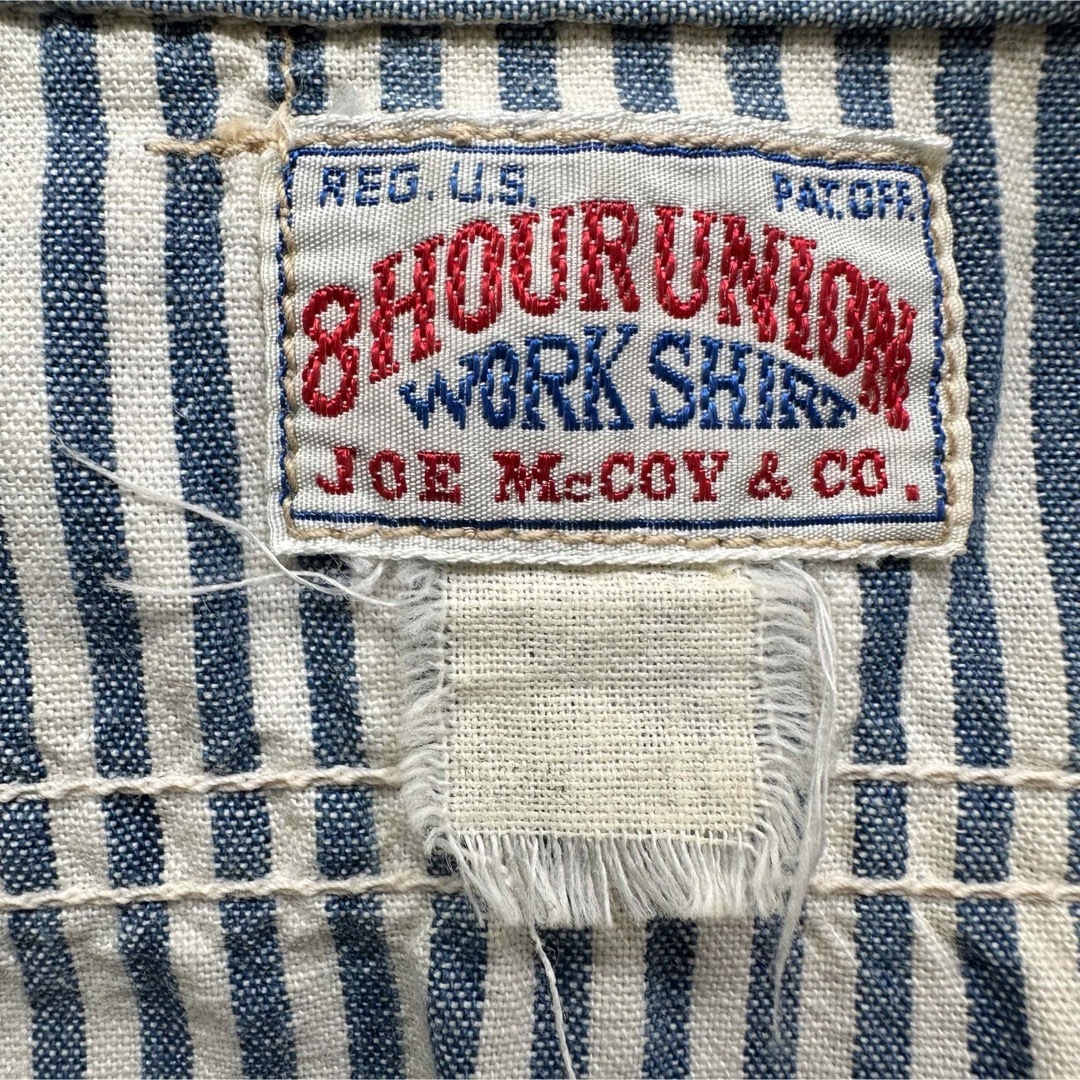 REG. U.S. PAT. OFF.
8 HOUR UNION
WORK SHIRT
JOE McCOY & CO.